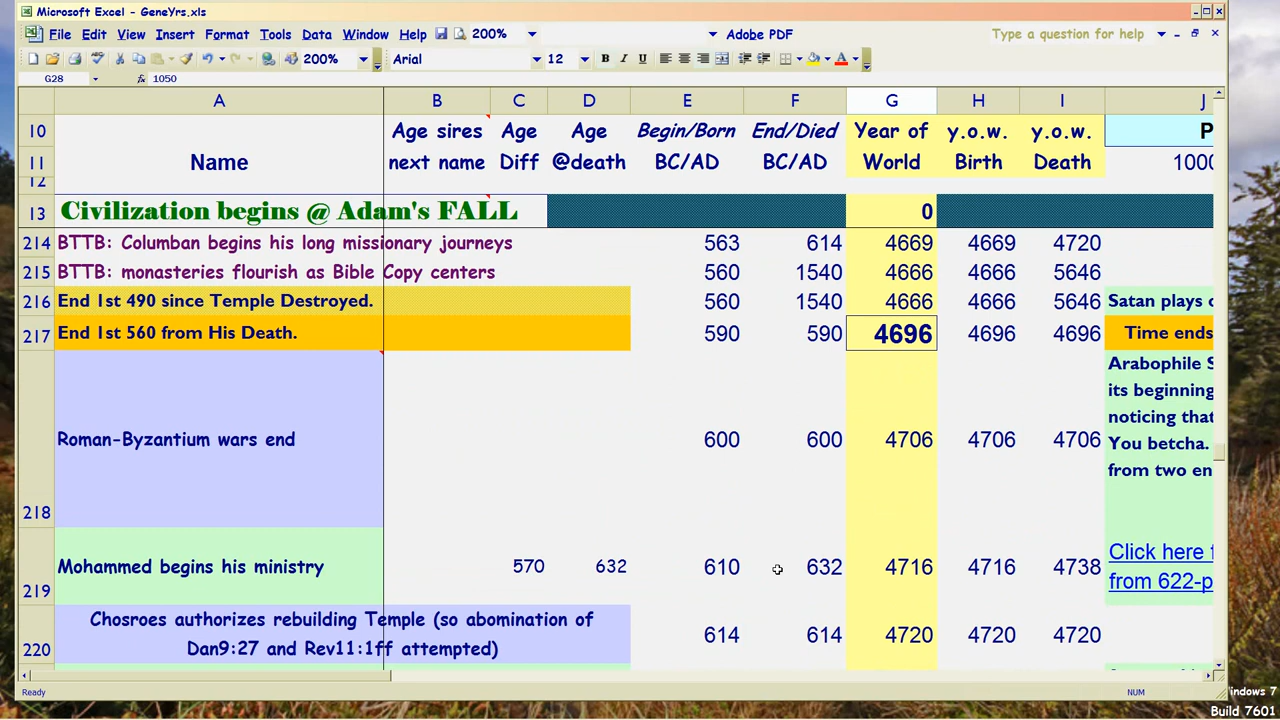 Microsoft Excel - GeneYrs.xls
File Edit View Insert Format Tools Data Window Help 200% Adobe PDF Type a question for help
200% Arial 12 B I U A
G28 fx 1050
A B C D E F G H I J
10 Age sires Age Age Begin/Born End/Died Year of y.o.w. y.o.w. P
11 Name next name Diff @death BC/AD BC/AD World Birth Death 1000
12
13 Civilization begins @ Adam's FALL 0
214 BTTB: Columban begins his long missionary journeys 563 614 4669 4669 4720
215 BTTB: monasteries flourish as Bible Copy centers 560 1540 4666 4666 5646
216 End 1st 490 since Temple Destroyed. 560 1540 4666 4666 5646 Satan plays
217 End 1st 560 from His Death. 590 590 4696 4696 4696 Time ends
Arabophile S
its beginning
noticing that
Roman-Byzantium wars end 600 600 4706 4706 4706 You betcha.
from two en
218
Click here
Mohammed begins his ministry 570 632 610 632 4716 4716 4738
from 622-p
219
Chosroes authorizes rebuilding Temple (so abomination of
614 614 4720 4720 4720
220 Dan9:27 and Rev11:1ff attempted)
Ready NUM
indows 7
Build 7601